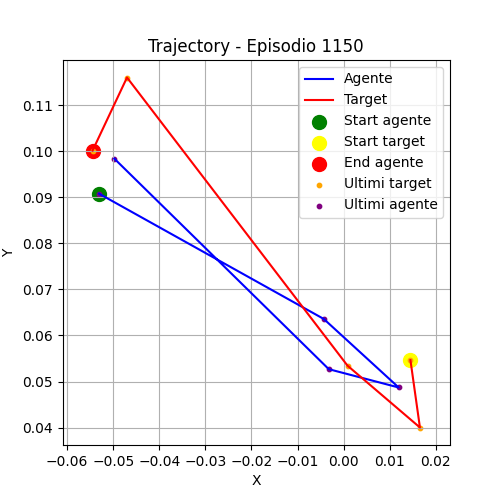 Trajectory - Episodio 1150
Agente
Target
Start agente
Start target
End agente
Ultimi target
Ultimi agente
0.11
0.10
0.09
0.08
0.07
0.06
0.05
0.04
Y
−0.06 −0.05 −0.04 −0.03 −0.02 −0.01 0.00 0.01 0.02
X